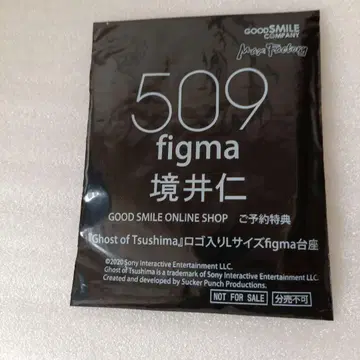 GOODSMILE
COMPANY
Max Factory
509
figma
境井仁
GOOD SMILE ONLINE SHOP ご予約特典
『Ghost of Tsushima』ロゴ入りLサイズfigma台座
©2020 Sony Interactive Entertainment LLC.
Ghost of Tsushima is a trademark of Sony Interactive Entertainment LLC.
Created and developed by Sucker Punch Productions.
NOT FOR SALE 分売不可